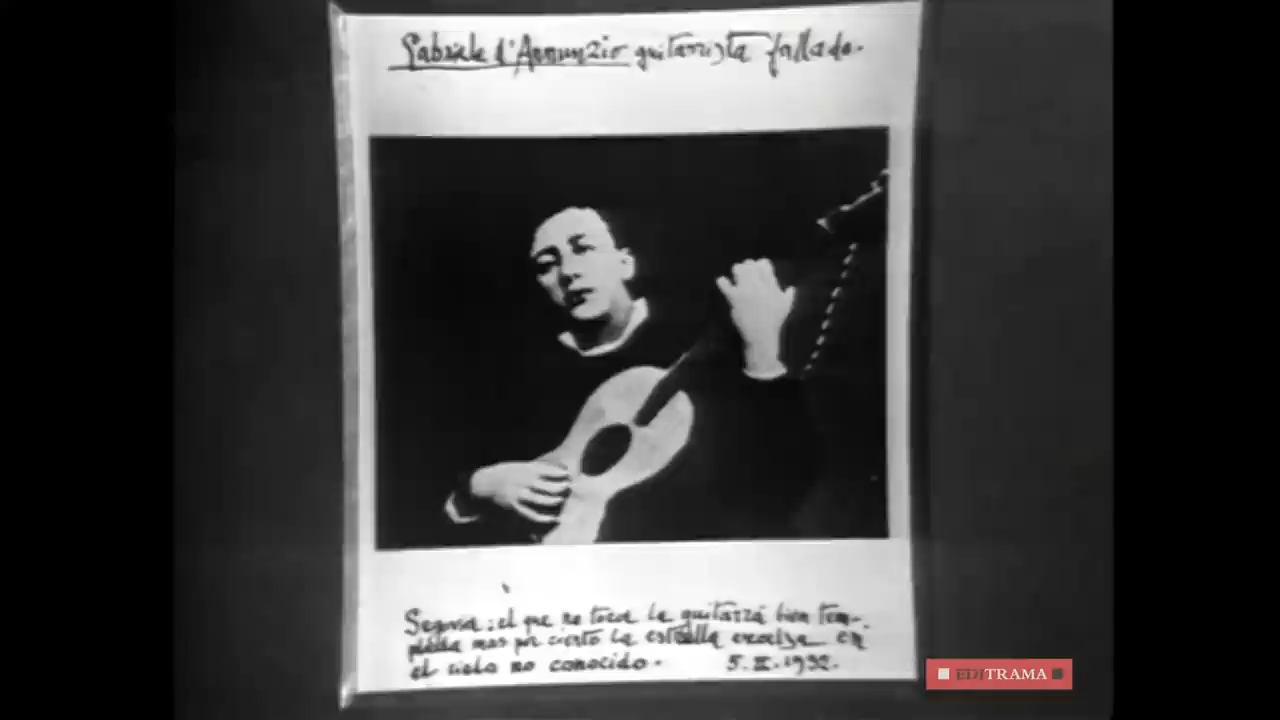 Gabriele d'Annunzio guitarrista fallado.
Segovia: el que no toca la guitarra bien tem-
plada mas por cierto la estrella exalza en
el cielo no conocido. 5. II. 1932.
EDITRAMA